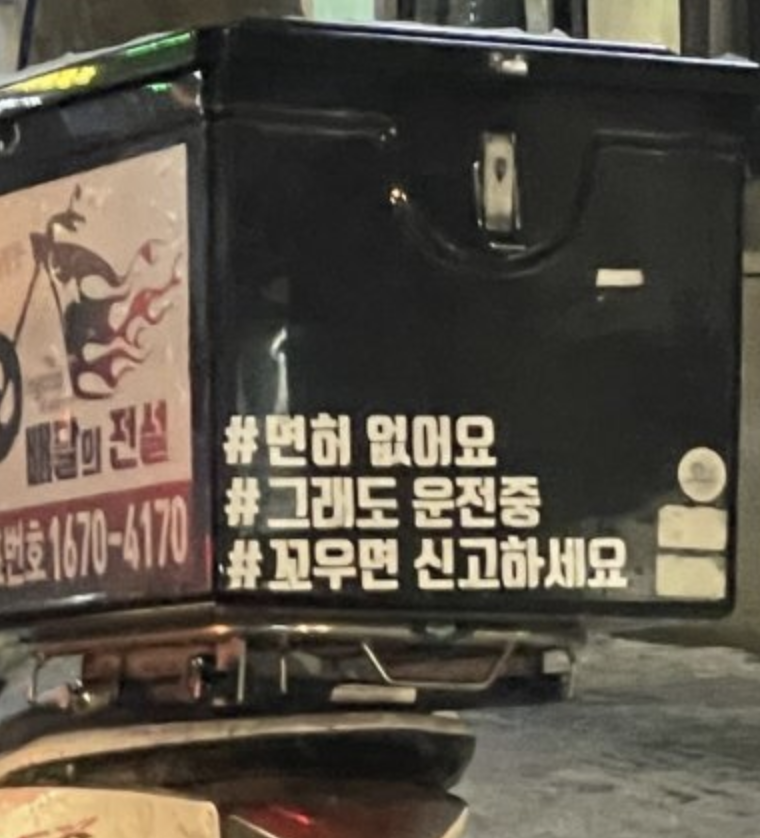 배달의 전설
번호 1670-4170
#면허 없어요
#그래도 운전중
#꼬우면 신고하세요